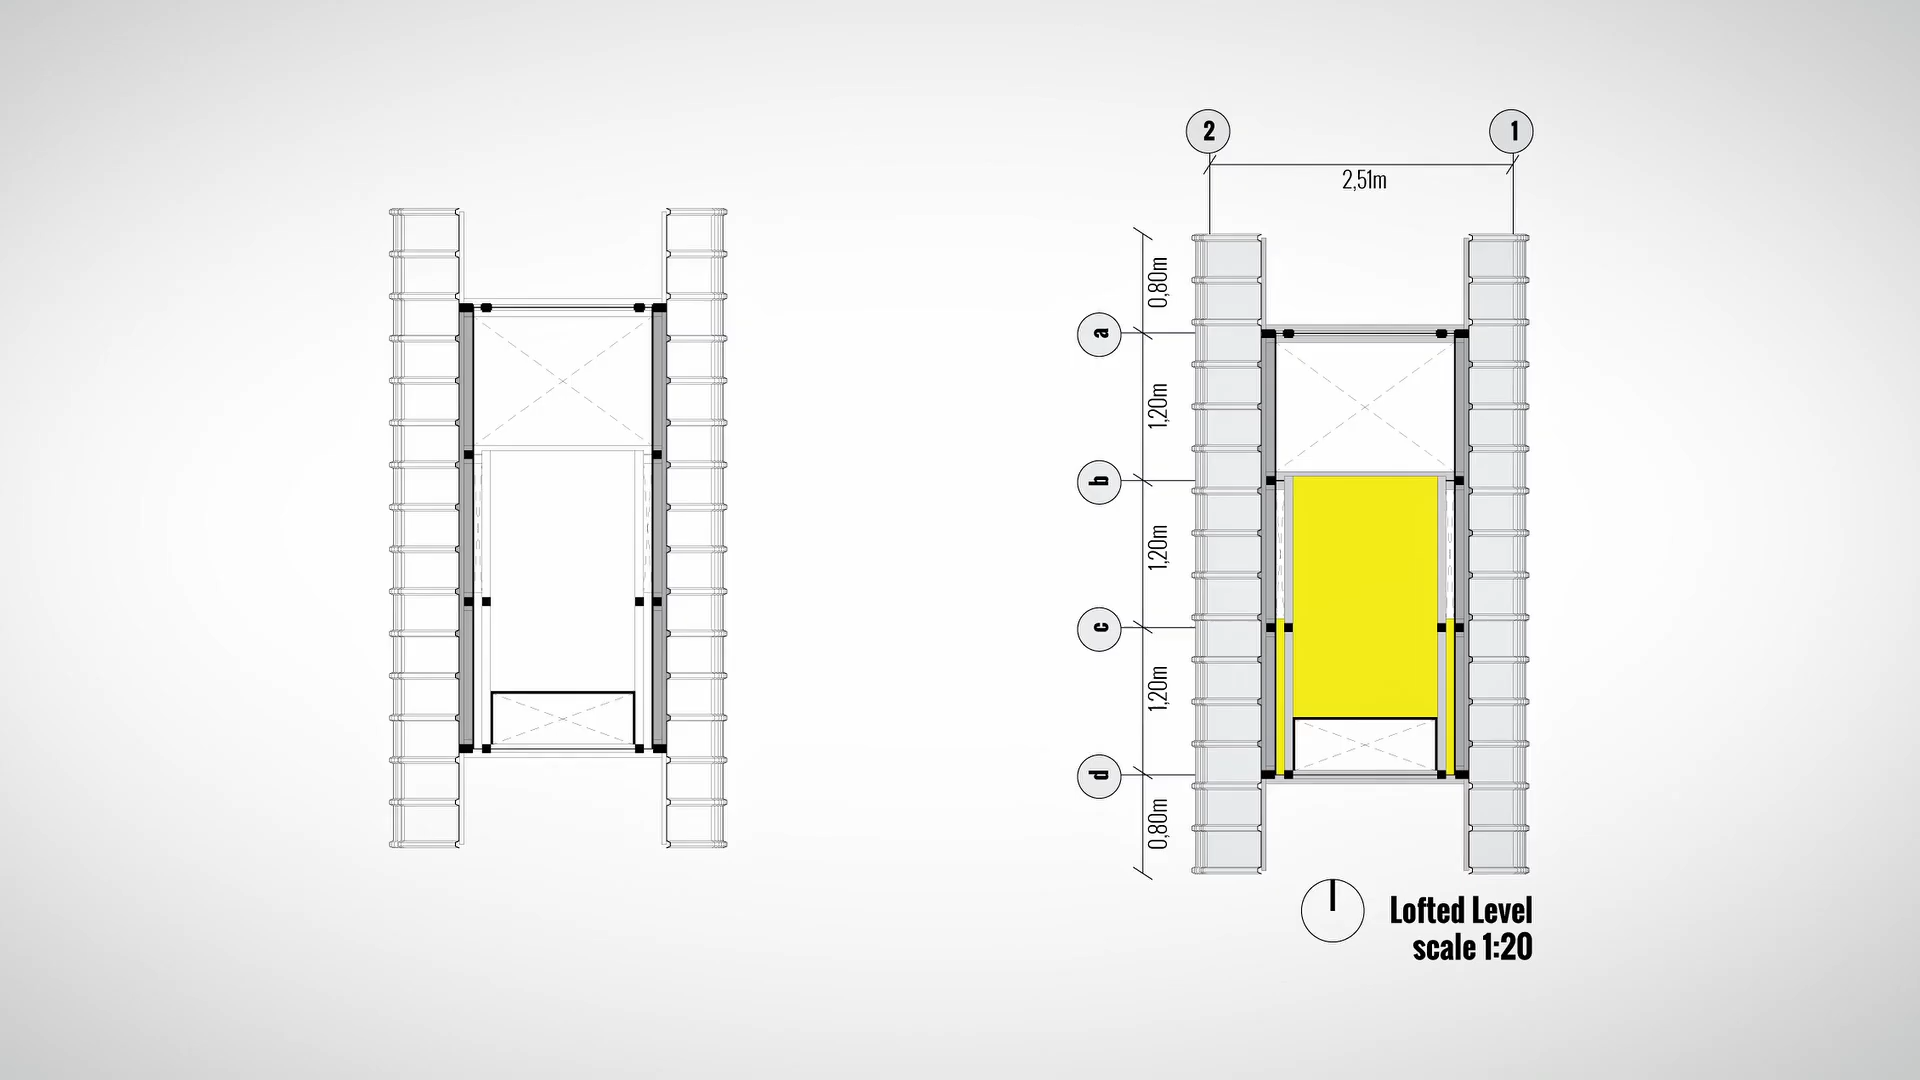 2
1
2,51m
0,80m
a
1,20m
b
1,20m
c
1,20m
d
0,80m
Lofted Level
scale 1:20